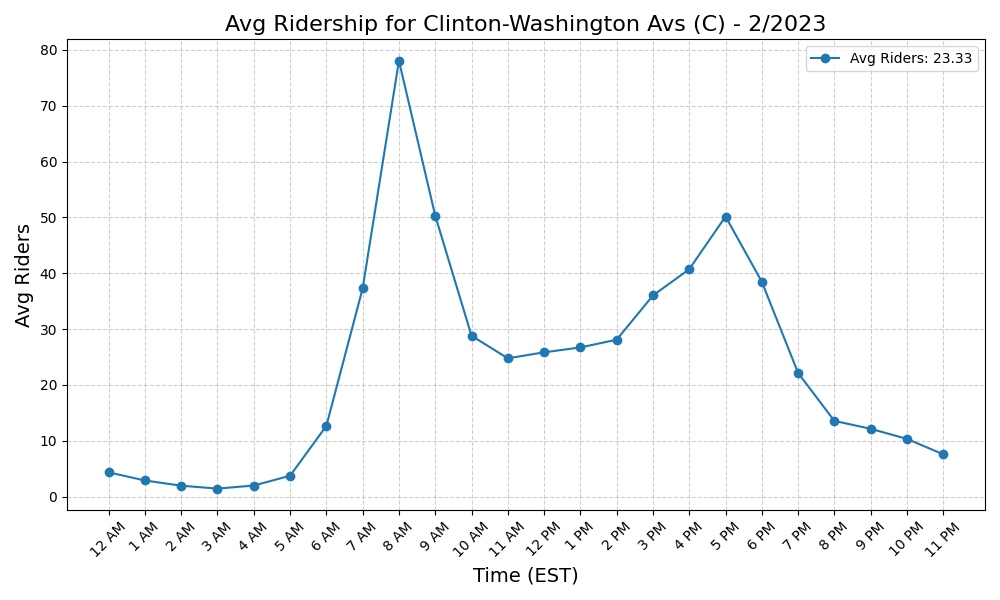 Avg Ridership for Clinton-Washington Avs (C) - 2/2023
Avg Riders: 23.33
Avg Riders
80
70
60
50
40
30
20
10
0
12 AM
1 AM
2 AM
3 AM
4 AM
5 AM
6 AM
7 AM
8 AM
9 AM
10 AM
11 AM
12 PM
1 PM
2 PM
3 PM
4 PM
5 PM
6 PM
7 PM
8 PM
9 PM
10 PM
11 PM
Time (EST)